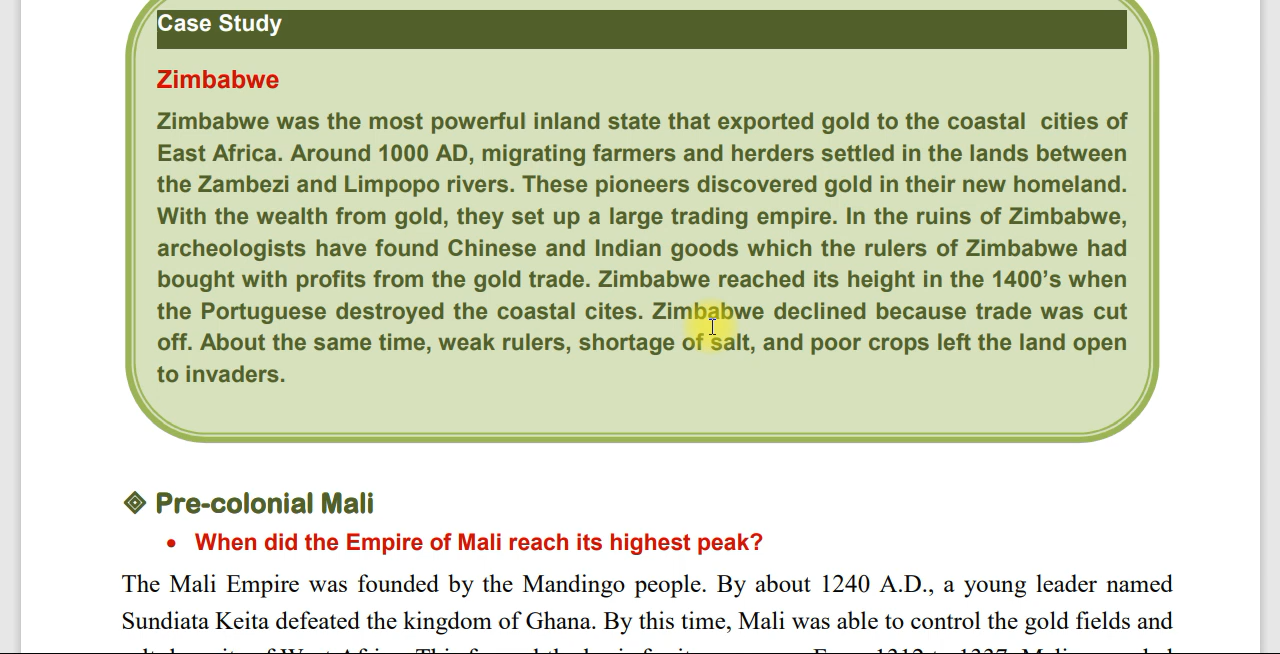 Case Study
Zimbabwe
Zimbabwe was the most powerful inland state that exported gold to the coastal  cities of
East Africa. Around 1000 AD, migrating farmers and herders settled in the lands between
the Zambezi and Limpopo rivers. These pioneers discovered gold in their new homeland.
With the wealth from gold, they set up a large trading empire. In the ruins of Zimbabwe,
archeologists have found Chinese and Indian goods which the rulers of Zimbabwe had
bought with profits from the gold trade. Zimbabwe reached its height in the 1400’s when
the Portuguese destroyed the coastal cites. Zimbabwe declined because trade was cut
off. About the same time, weak rulers, shortage of salt, and poor crops left the land open
to invaders.
Pre-colonial Mali
• When did the Empire of Mali reach its highest peak?
The Mali Empire was founded by the Mandingo people. By about 1240 A.D., a young leader named
Sundiata Keita defeated the kingdom of Ghana. By this time, Mali was able to control the gold fields and